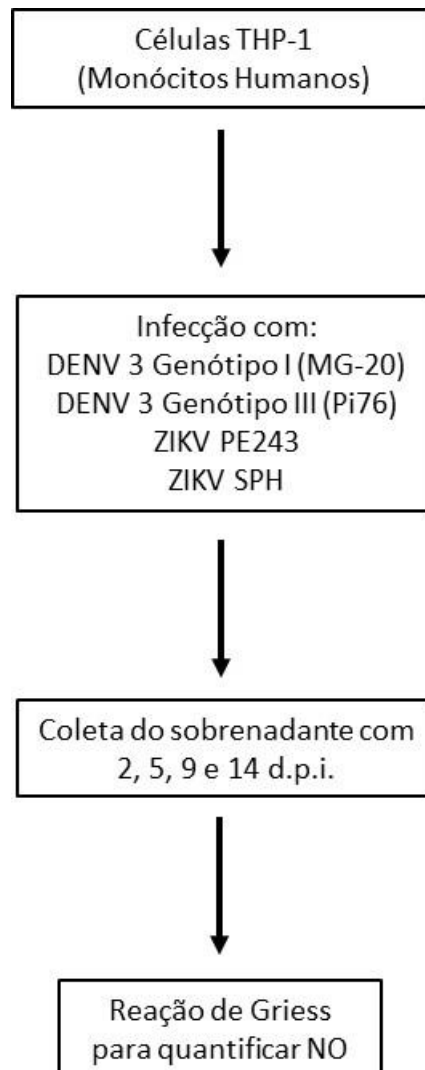 Células THP-1
(Monócitos Humanos)
Infecção com:
DENV 3 Genótipo I (MG-20)
DENV 3 Genótipo III (Pi76)
ZIKV PE243
ZIKV SPH
Coleta do sobrenadante com
2, 5, 9 e 14 d.p.i.
Reação de Griess
para quantificar NO